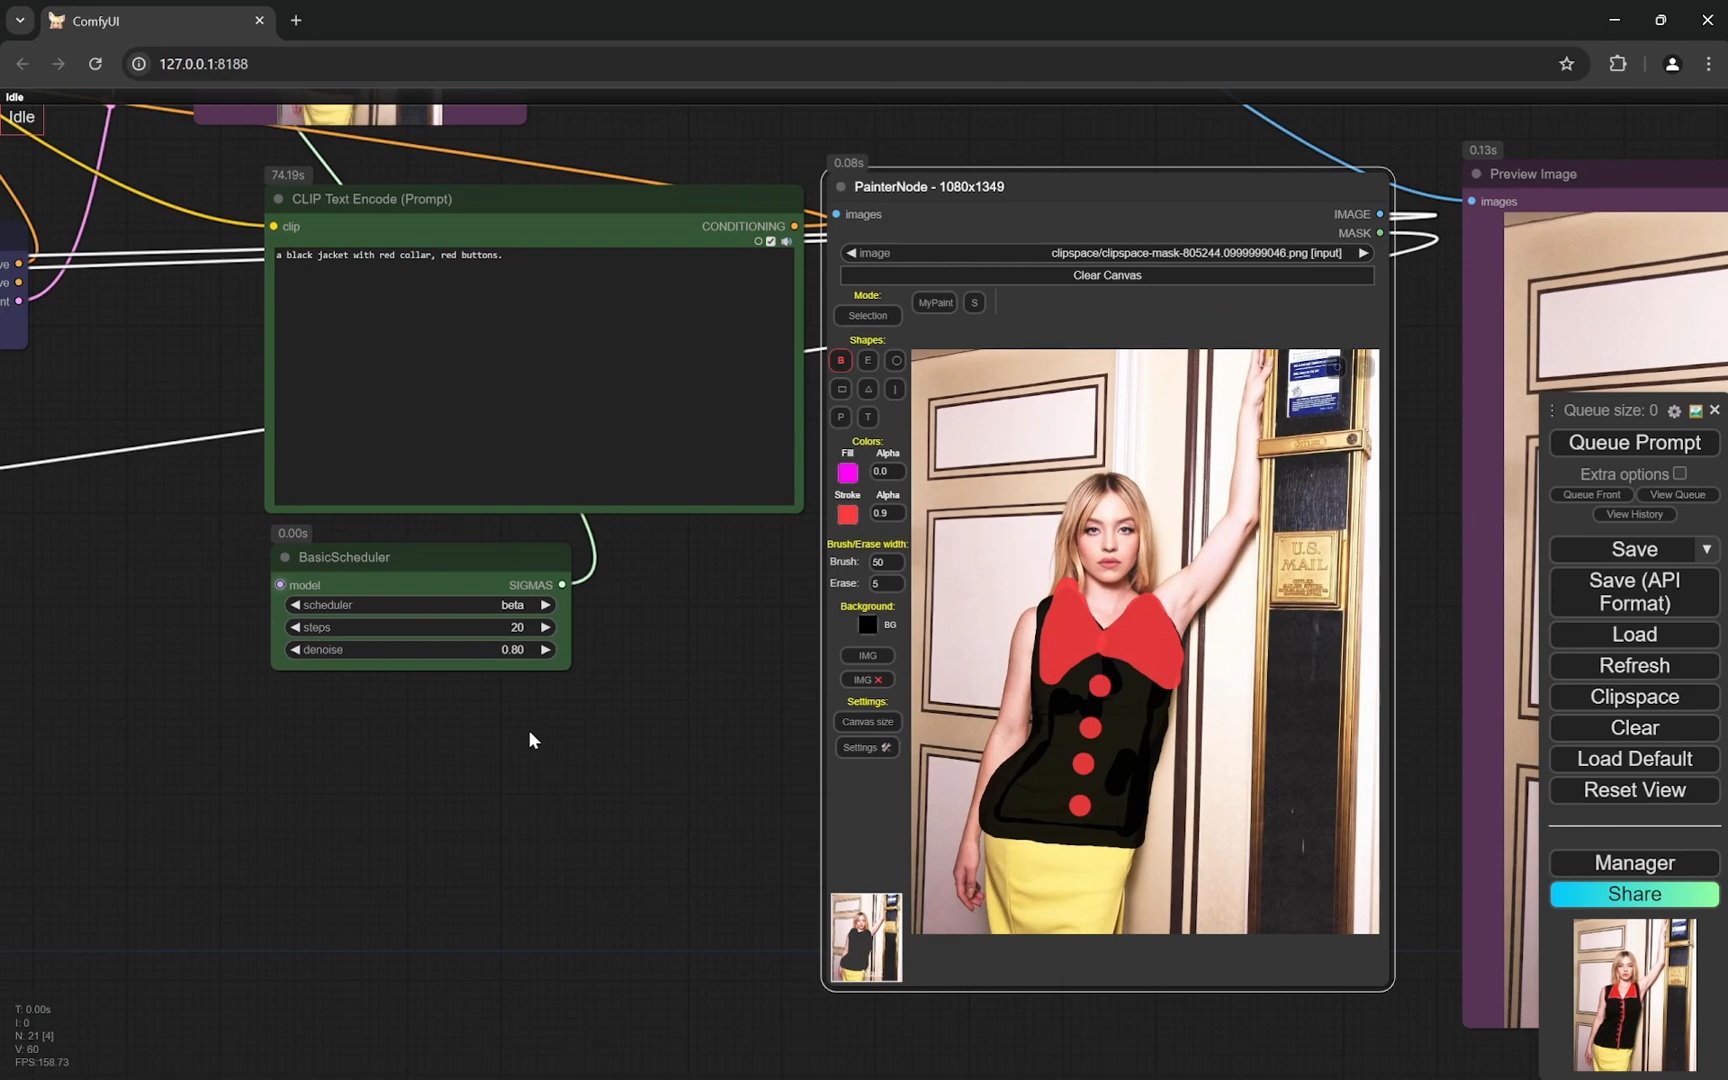 ComfyUI
127.0.0.1:8188
Idle
Idle
74.19s
CLIP Text Encode (Prompt)
clip
CONDITIONING
a black jacket with red collar, red buttons.
ve
ve
nt
0.00s
BasicScheduler
model
SIGMAS
scheduler
beta
steps
20
denoise
0.80
0.08s
PainterNode - 1080x1349
images
IMAGE
MASK
image
clipspace/clipspace-mask-805244.0999999046.png [input]
Clear Canvas
Mode:
Selection
MyPaint
S
Shapes:
B
E
P
T
Colors:
Fill
Alpha
0.0
Stroke
Alpha
0.9
Brush/Erase width:
Brush:
50
Erase:
5
Background:
BG
IMG
IMG
Settimgs:
Canvas size
Settings
U.S.
MAIL
0.13s
Preview Image
images
Queue size: 0
Queue Prompt
Extra options
Queue Front
View Queue
View History
Save
Save (API
Format)
Load
Refresh
Clipspace
Clear
Load Default
Reset View
Manager
Share
T: 0.00s
I: 0
N: 21 [4]
V: 60
FPS:158.73